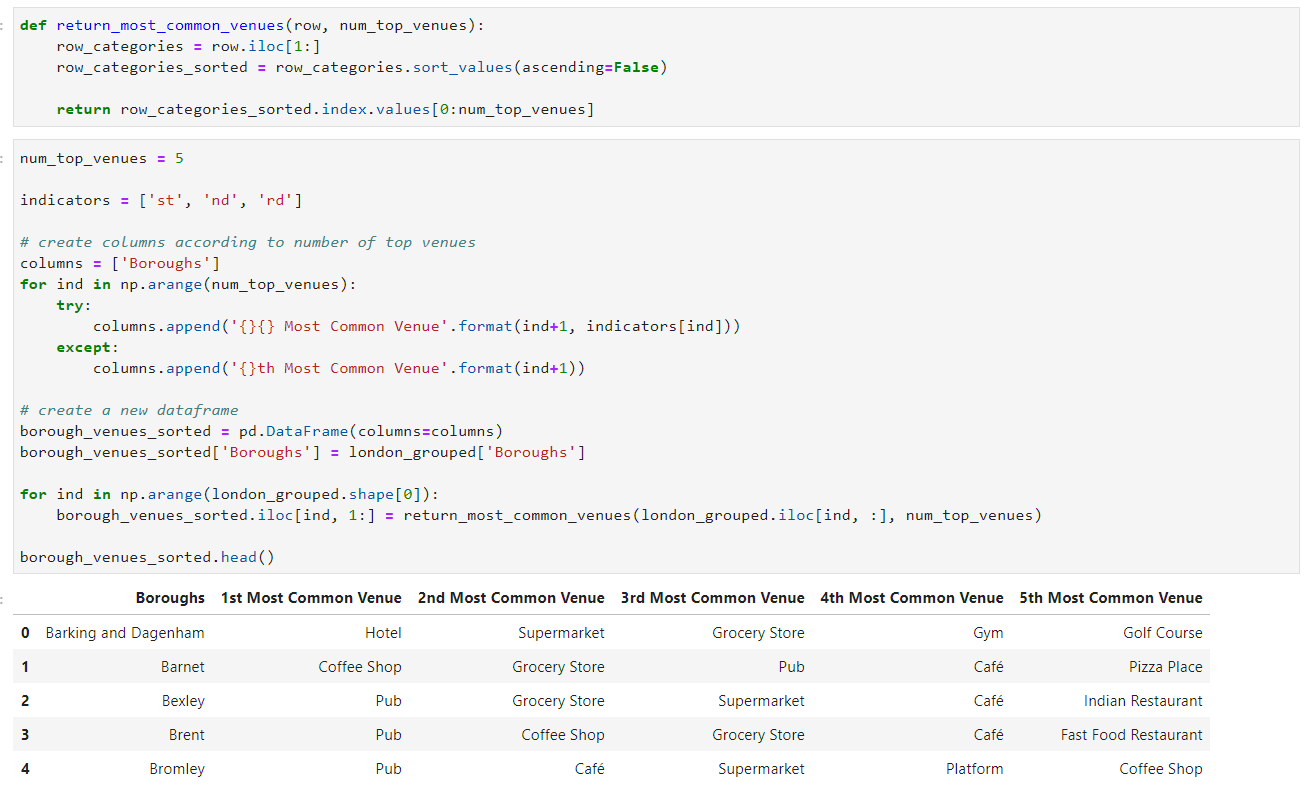 def return_most_common_venues(row, num_top_venues):
    row_categories = row.iloc[1:]
    row_categories_sorted = row_categories.sort_values(ascending=False)
    return row_categories_sorted.index.values[0:num_top_venues]
num_top_venues = 5
indicators = ['st', 'nd', 'rd']
# create columns according to number of top venues
columns = ['Boroughs']
for ind in np.arange(num_top_venues):
    try:
        columns.append('{}{} Most Common Venue'.format(ind+1, indicators[ind]))
    except:
        columns.append('{}th Most Common Venue'.format(ind+1))
# create a new dataframe
borough_venues_sorted = pd.DataFrame(columns=columns)
borough_venues_sorted['Boroughs'] = london_grouped['Boroughs']
for ind in np.arange(london_grouped.shape[0]):
    borough_venues_sorted.iloc[ind, 1:] = return_most_common_venues(london_grouped.iloc[ind, :], num_top_venues)
borough_venues_sorted.head()
Boroughs 1st Most Common Venue 2nd Most Common Venue 3rd Most Common Venue 4th Most Common Venue 5th Most Common Venue
0 Barking and Dagenham Hotel Supermarket Grocery Store Gym Golf Course
1 Barnet Coffee Shop Grocery Store Pub Café Pizza Place
2 Bexley Pub Grocery Store Supermarket Café Indian Restaurant
3 Brent Pub Coffee Shop Grocery Store Café Fast Food Restaurant
4 Bromley Pub Café Supermarket Platform Coffee Shop